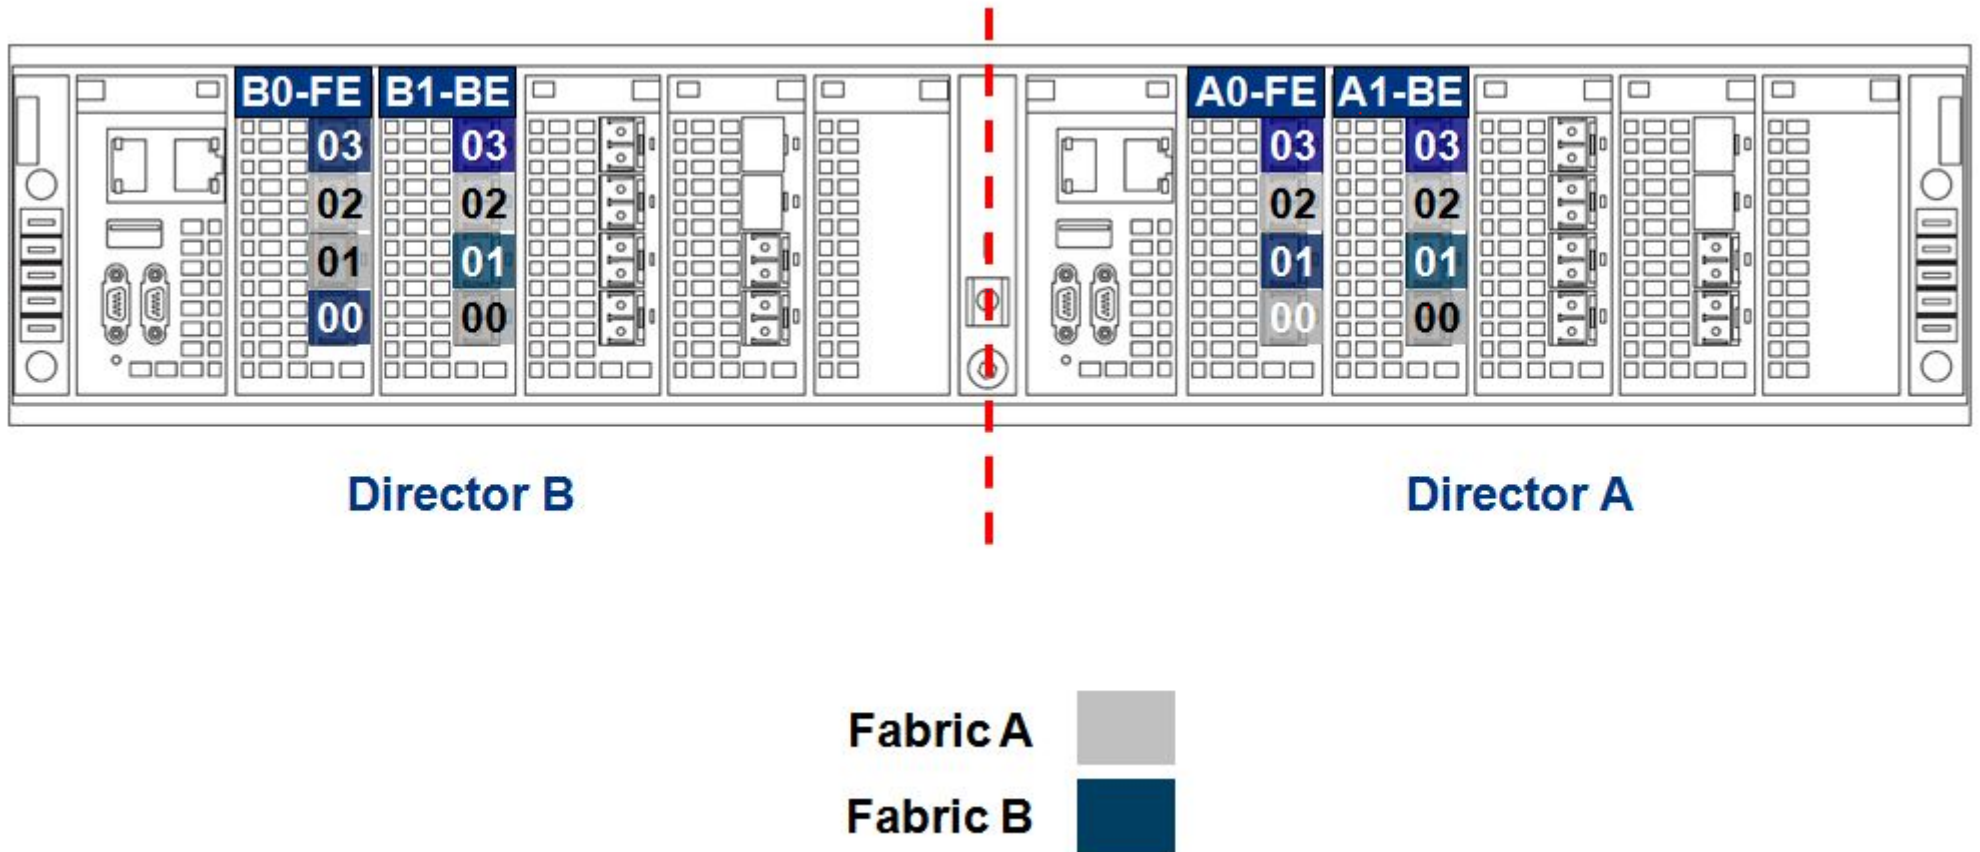 B0-FE B1-BE A0-FE A1-BE
03 03 03 03
02 02 02 02
01 01 01 01
00 00 00 00
Director B Director A
Fabric A
Fabric B